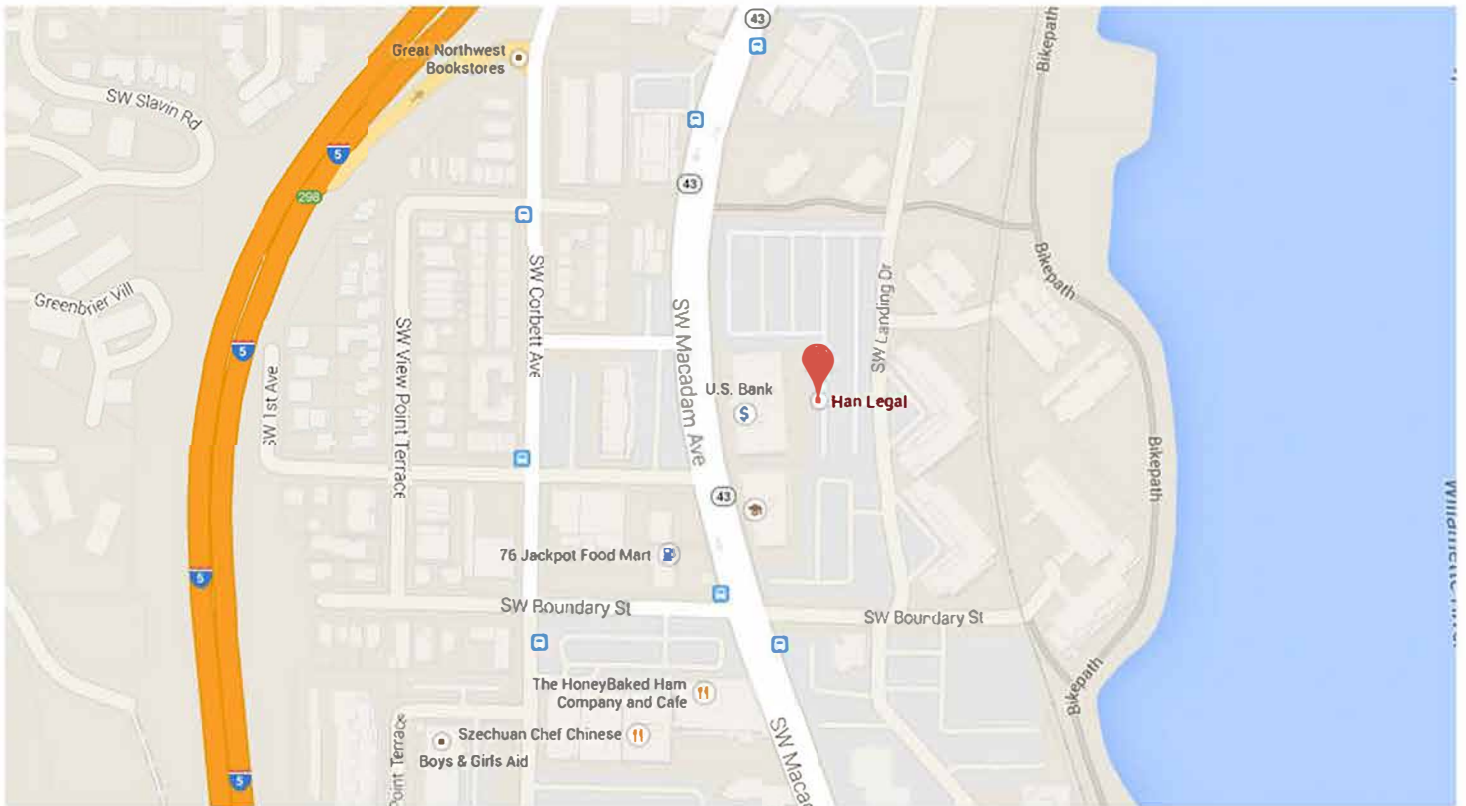 43
Great Northwest
Bookstores
Bikepath
SW Slavin Rd
5
43
298
Bikepath
SW Corbett Ave
SW Landing Dr
Greenbrier Vill
SW Macadam Ave
SW View Point Terrace
5
SW 1st Ave
U.S. Bank
$
Han Legal
Bikepath
43
76 Jackpot Food Mart
5
SW Boundary St
SW Boundary St
The HoneyBaked Ham
Company and Cafe
Bikepath
Szechuan Chef Chinese
Boys & Girls Aid
Point Terrace
SW Maca
5